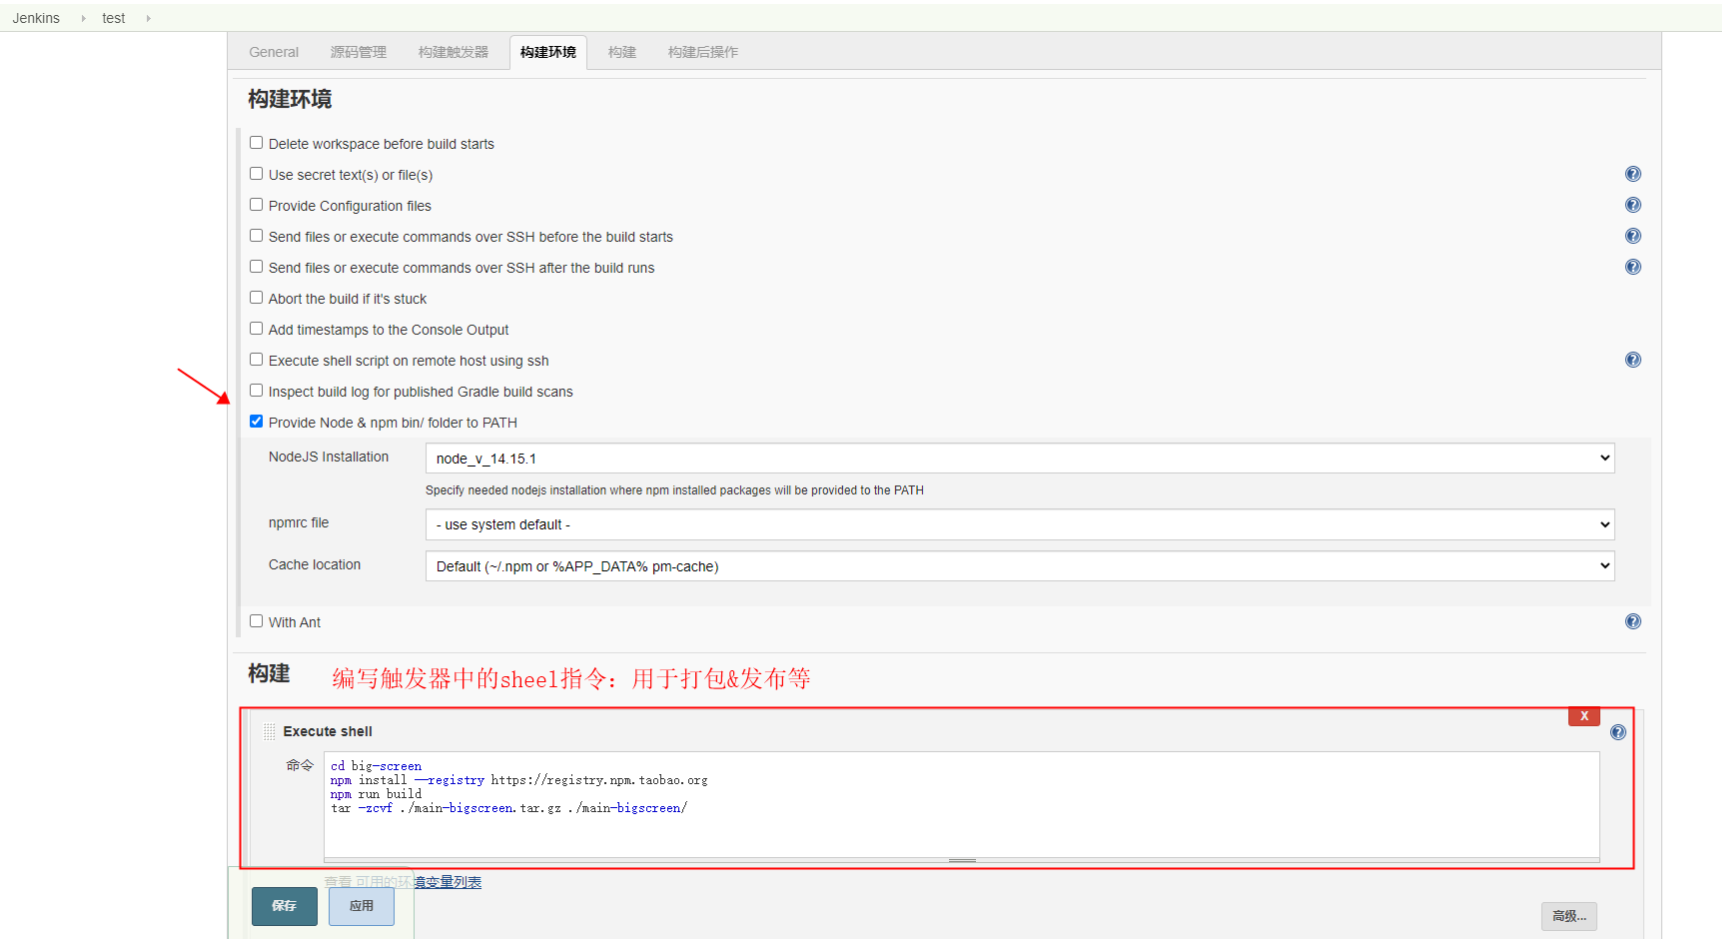 Jenkins test
General 源码管理 构建触发器 构建环境 构建 构建后操作
构建环境
Delete workspace before build starts
Use secret text(s) or file(s)
Provide Configuration files
Send files or execute commands over SSH before the build starts
Send files or execute commands over SSH after the build runs
Abort the build if it's stuck
Add timestamps to the Console Output
Execute shell script on remote host using ssh
Inspect build log for published Gradle build scans
Provide Node & npm bin/ folder to PATH
NodeJS Installation node_v_14.15.1
Specify needed nodejs installation where npm installed packages will be provided to the PATH
npmrc file - use system default -
Cache location Default (~/.npm or %APP_DATA% pm-cache)
With Ant
构建 编写触发器中的sheel指令：用于打包&发布等
X
Execute shell
命令 cd big-screen
npm install --registry https://registry.npm.taobao.org
npm run build
tar -zcvf ./main-bigscreen.tar.gz ./main-bigscreen/
查看 可用的环境变量列表
保存 应用
高级...